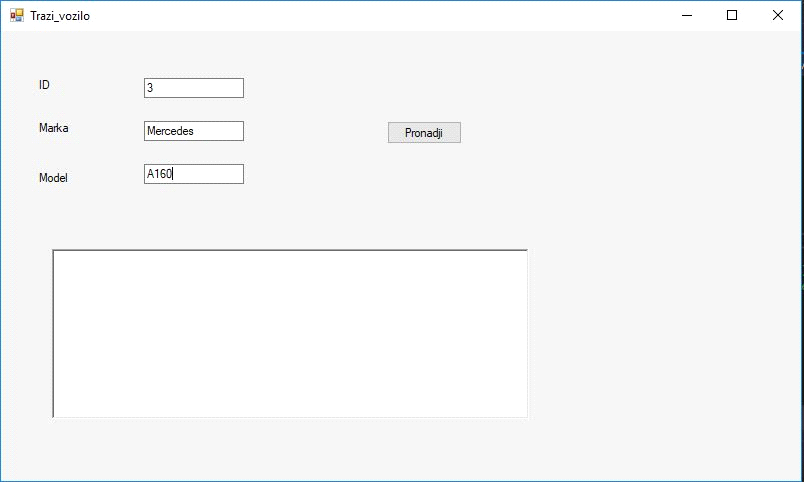 Trazi_vozilo
ID 3
Marka Mercedes
Pronadji
Model A160